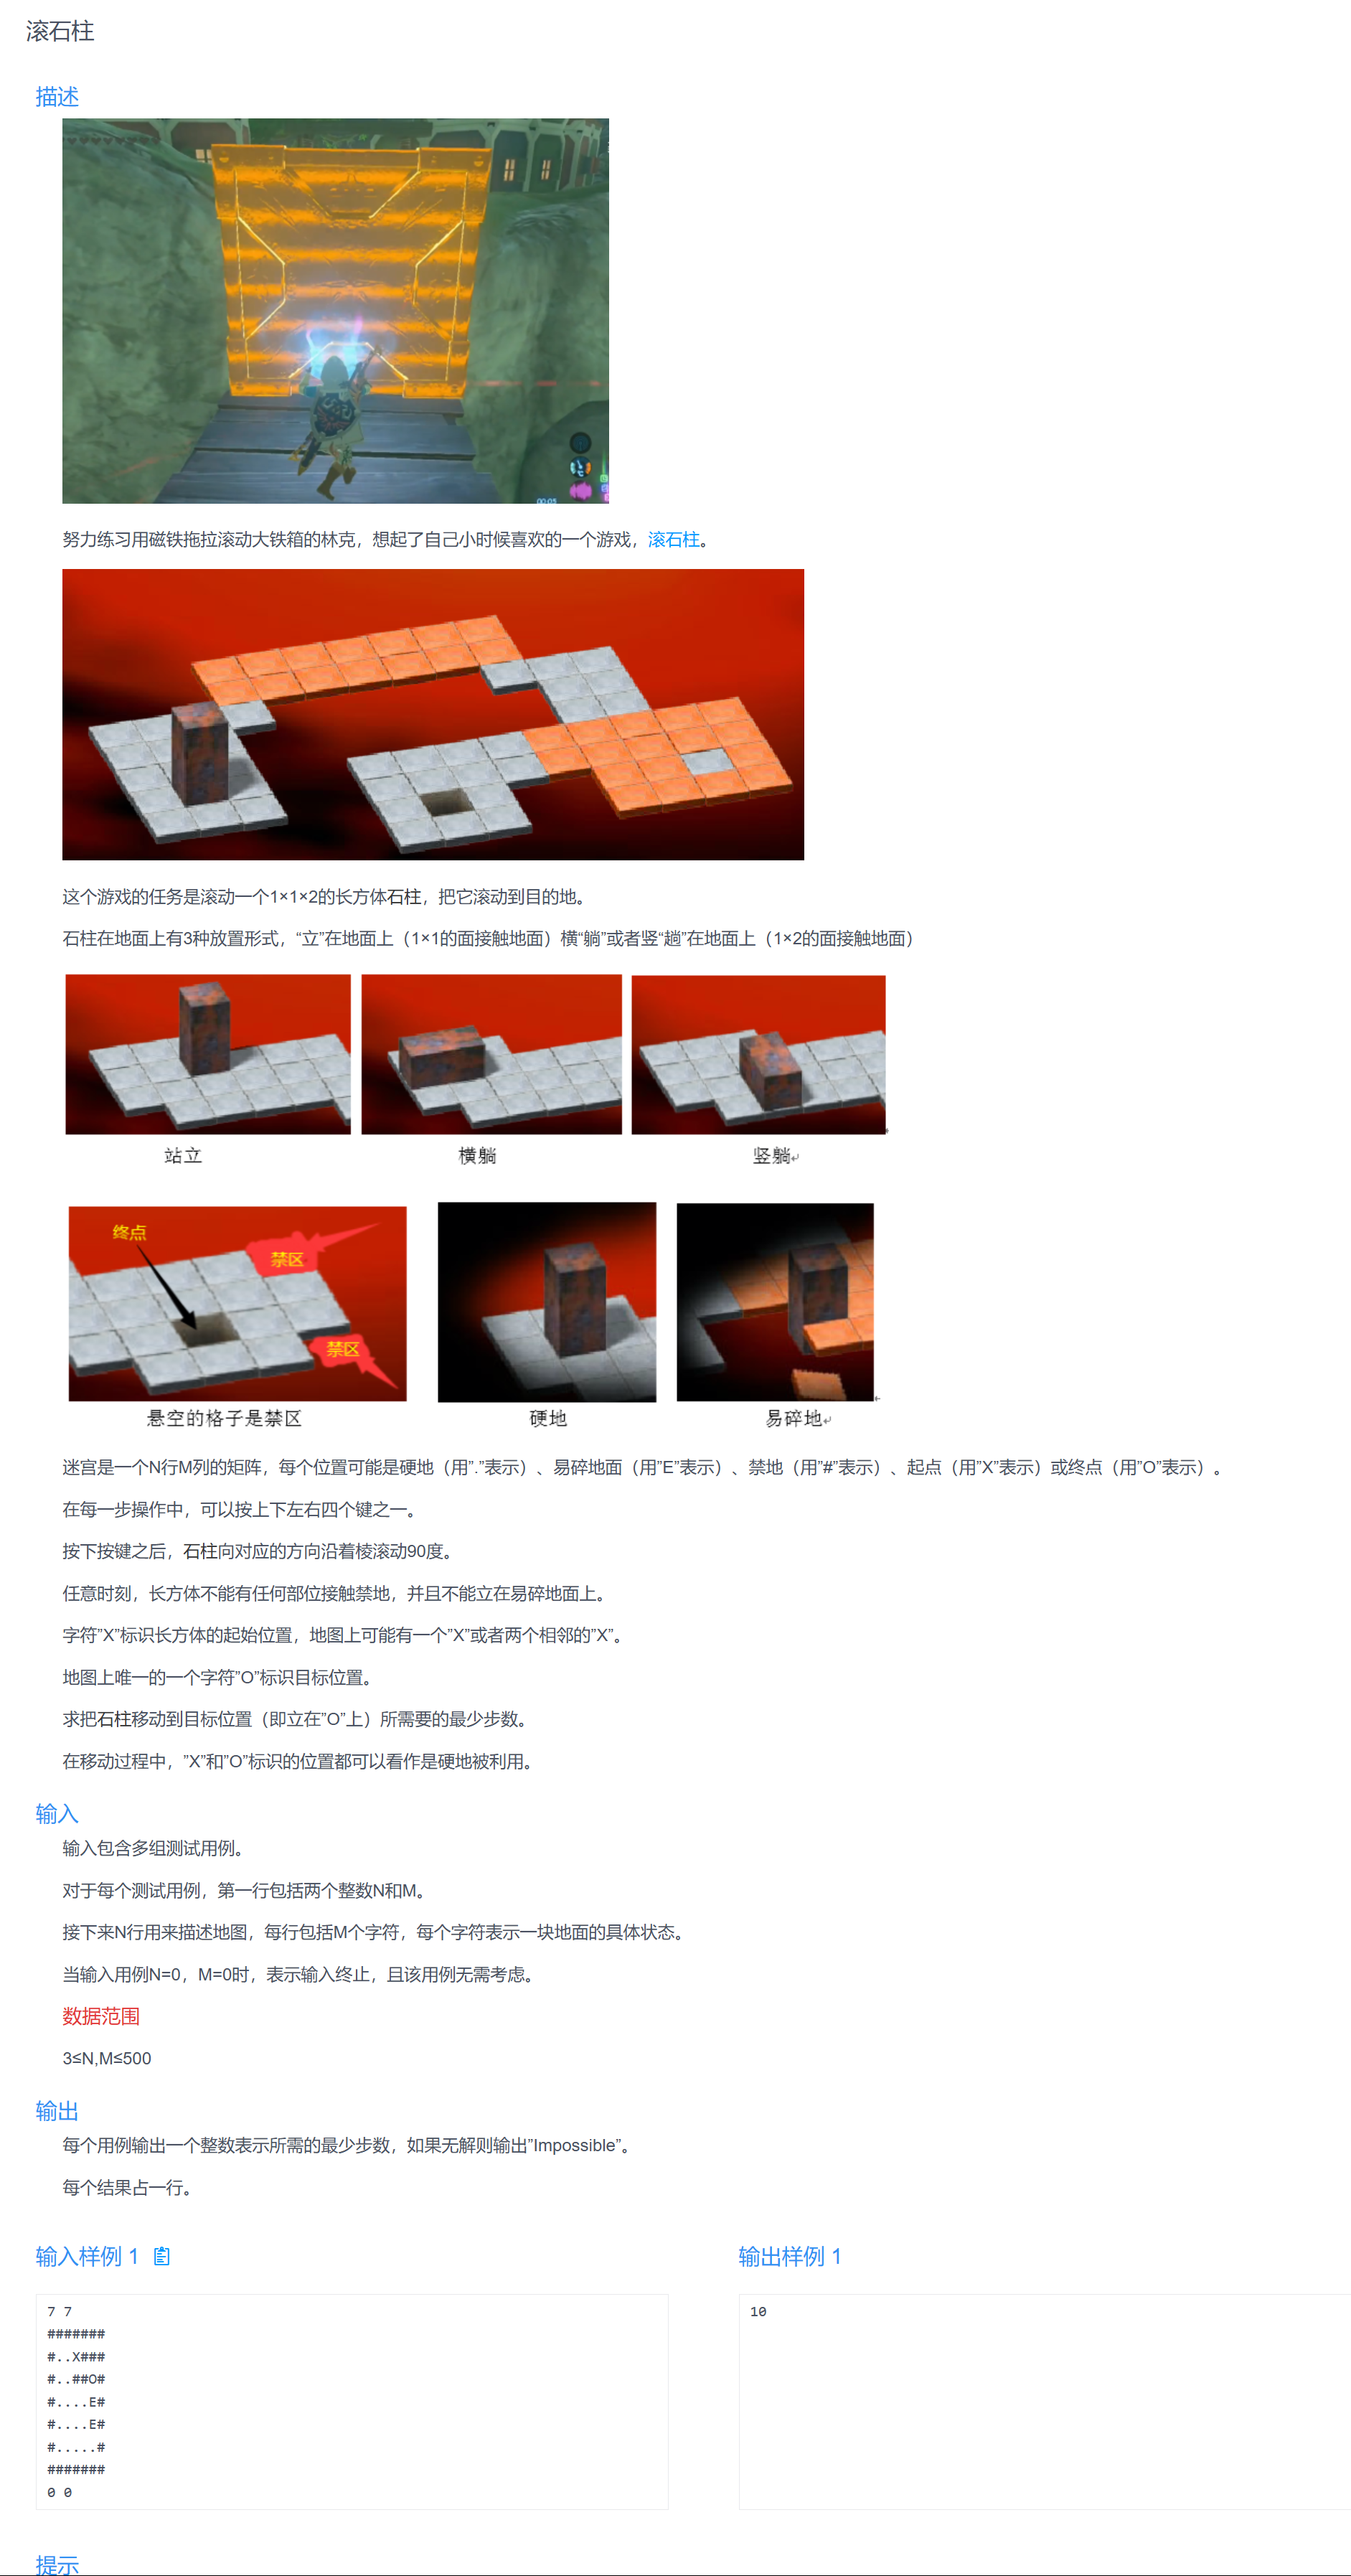 滚石柱
描述
00:05
努力练习用磁铁拖拉滚动大铁箱的林克，想起了自己小时候喜欢的一个游戏，滚石柱。
这个游戏的任务是滚动一个1×1×2的长方体石柱，把它滚动到目的地。
石柱在地面上有3种放置形式，“立”在地面上（1×1的面接触地面）横“躺”或者竖“趟”在地面上（1×2的面接触地面）
站立 横躺 竖躺↵
终点
禁区
禁区
悬空的格子是禁区 硬地 易碎地↵
迷宫是一个N行M列的矩阵，每个位置可能是硬地（用”.”表示）、易碎地面（用”E”表示）、禁地（用”#”表示）、起点（用”X”表示）或终点（用”O”表示）。
在每一步操作中，可以按上下左右四个键之一。
按下按键之后，石柱向对应的方向沿着棱滚动90度。
任意时刻，长方体不能有任何部位接触禁地，并且不能立在易碎地面上。
字符”X”标识长方体的起始位置，地图上可能有一个”X”或者两个相邻的”X”。
地图上唯一的一个字符”O”标识目标位置。
求把石柱移动到目标位置（即立在”O”上）所需要的最少步数。
在移动过程中，”X”和”O”标识的位置都可以看作是硬地被利用。
输入
输入包含多组测试用例。
对于每个测试用例，第一行包括两个整数N和M。
接下来N行用来描述地图，每行包括M个字符，每个字符表示一块地面的具体状态。
当输入用例N=0，M=0时，表示输入终止，且该用例无需考虑。
数据范围
3≤N,M≤500
输出
每个用例输出一个整数表示所需的最少步数，如果无解则输出”Impossible”。
每个结果占一行。
输入样例 1
7 7
#######
#..X###
#..##O#
#....E#
#....E#
#.....#
#######
0 0
输出样例 1
10
提示